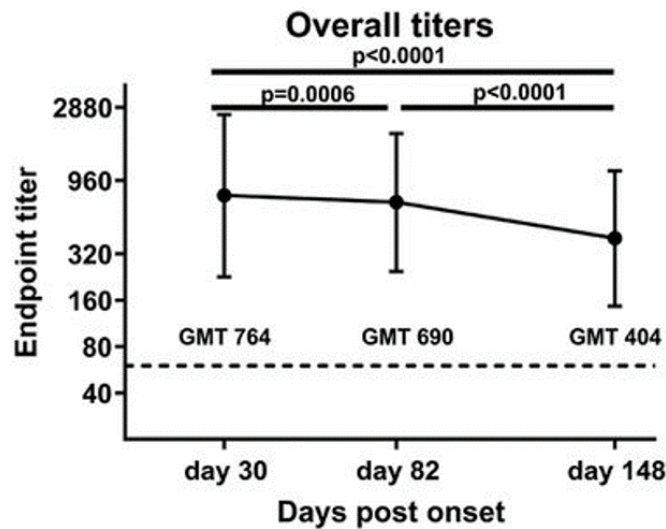 Overall titers
p<0.0001
p=0.0006
p<0.0001
2880
960
320
160
80
40
Endpoint titer
GMT 764
GMT 690
GMT 404
day 30
day 82
day 148
Days post onset